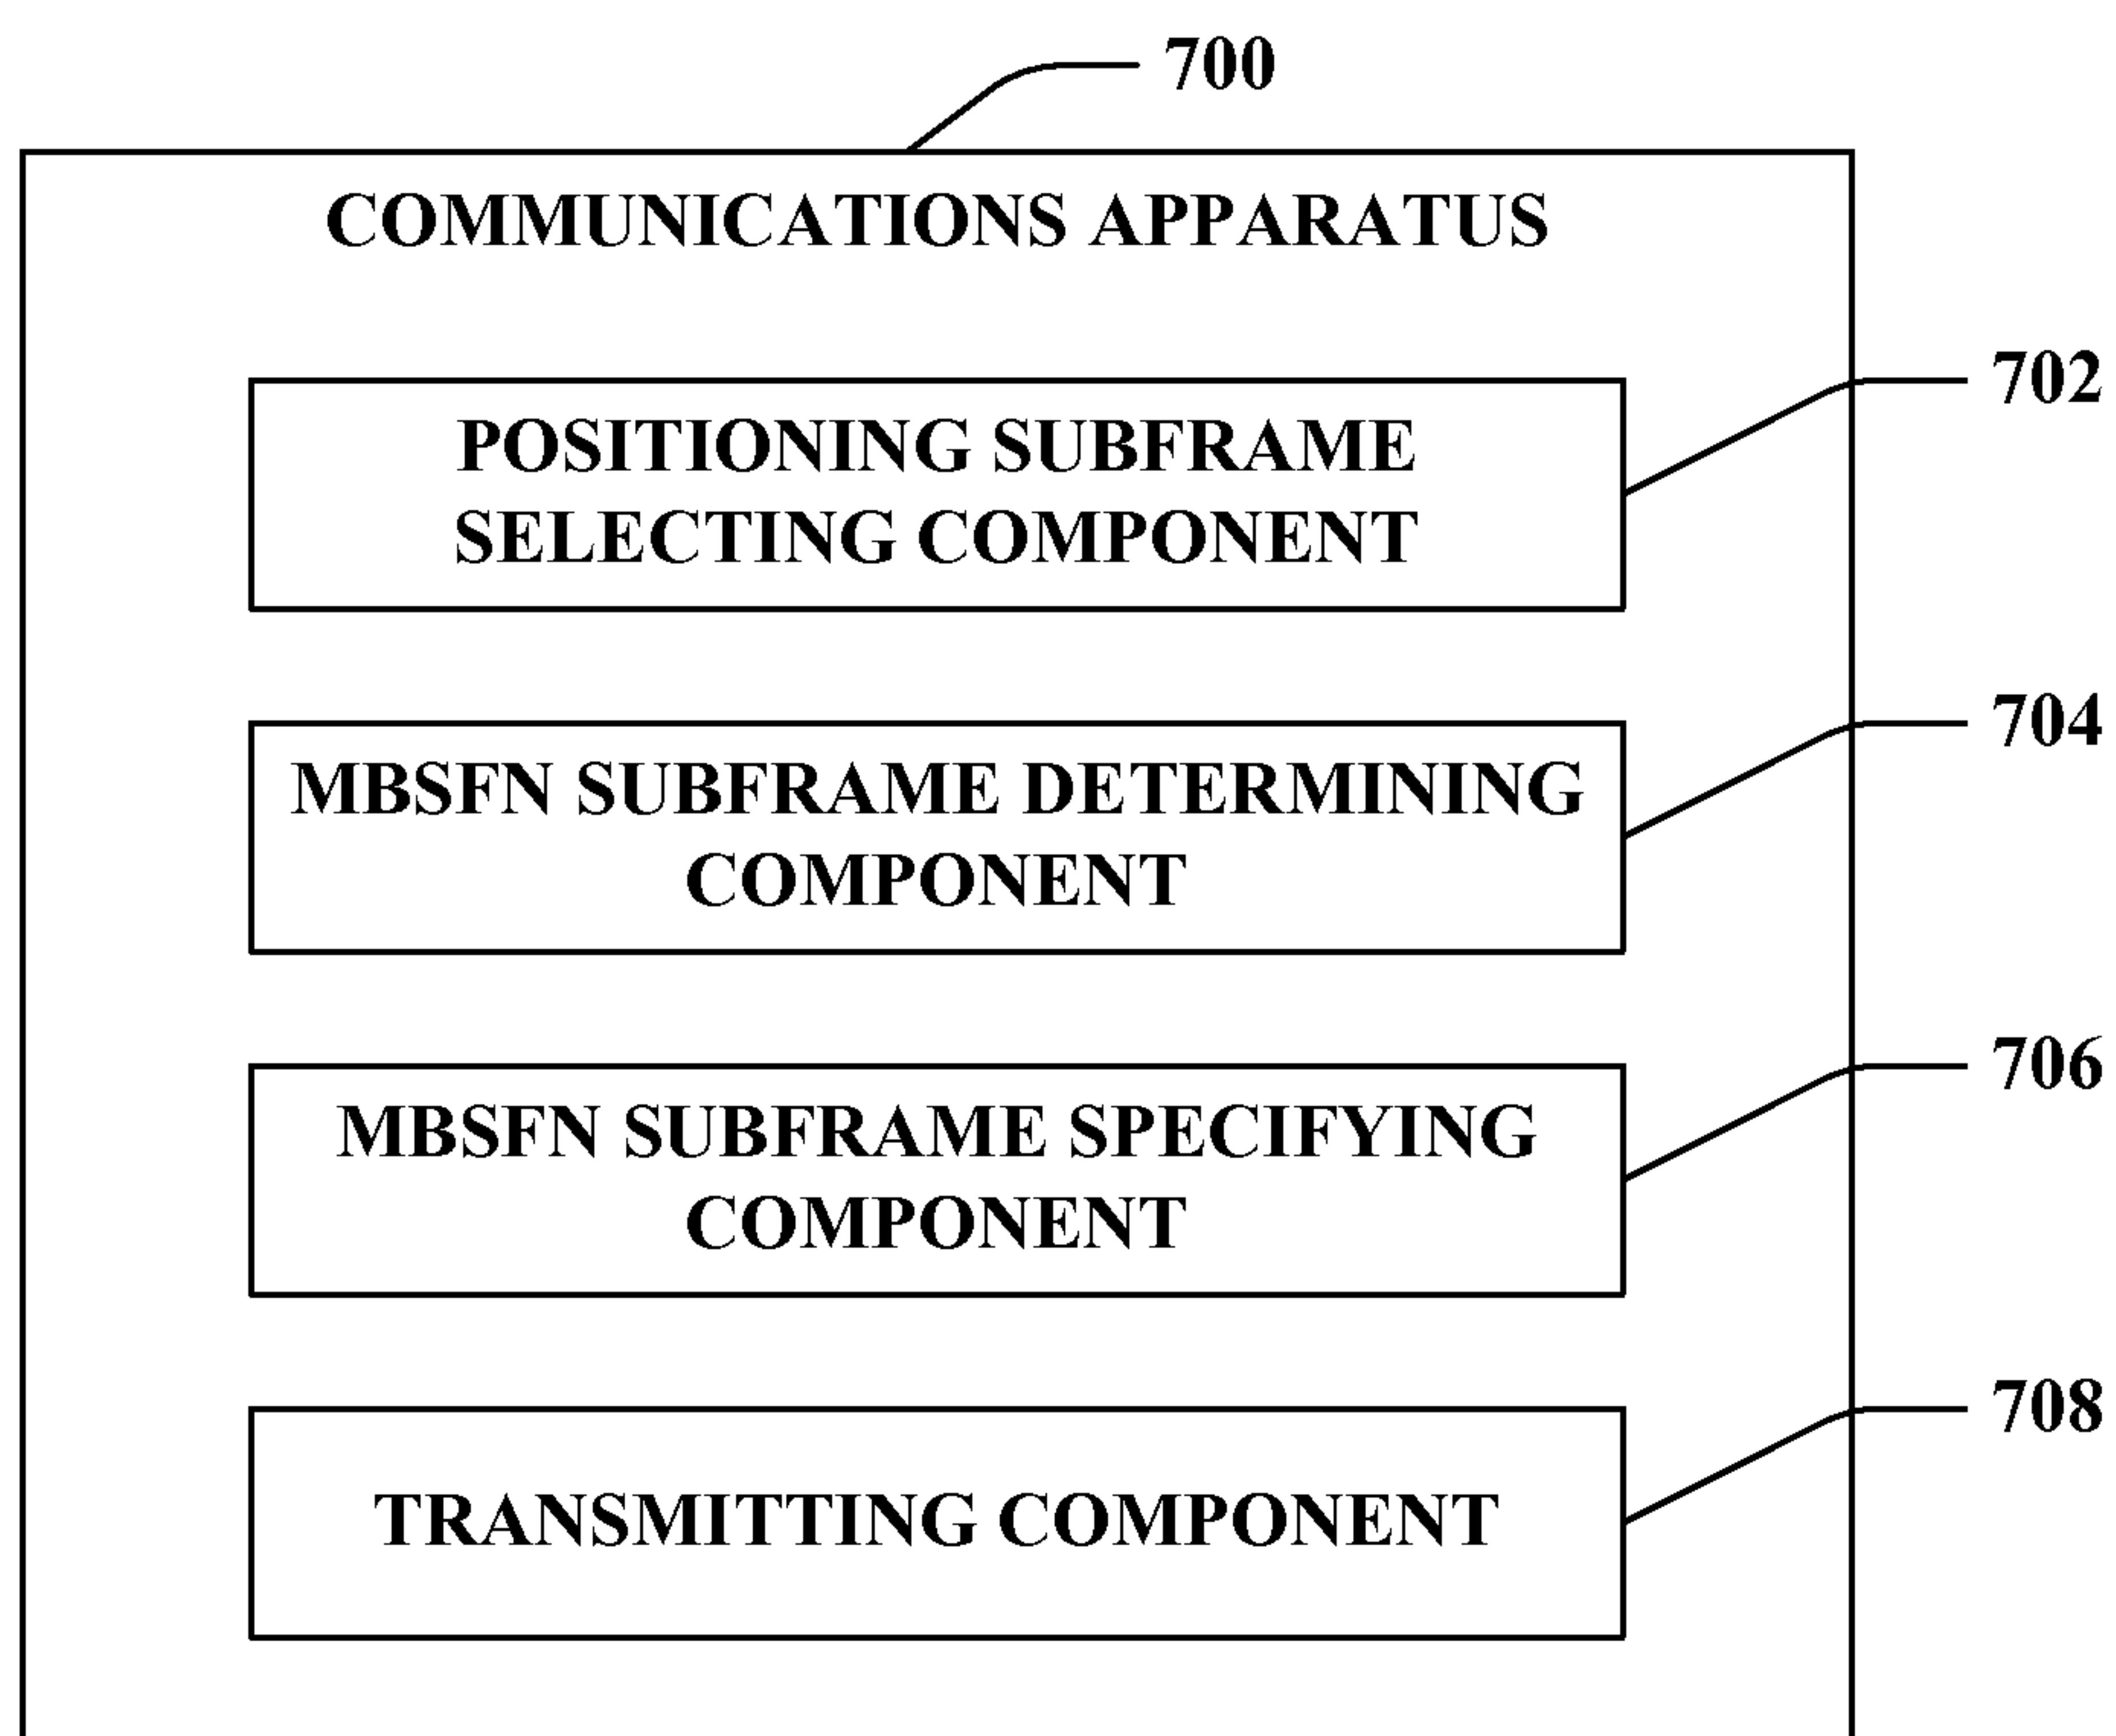 700
COMMUNICATIONS APPARATUS
702
POSITIONING SUBFRAME
SELECTING COMPONENT
704
MBSFN SUBFRAME DETERMINING
COMPONENT
706
MBSFN SUBFRAME SPECIFYING
COMPONENT
708
TRANSMITTING COMPONENT